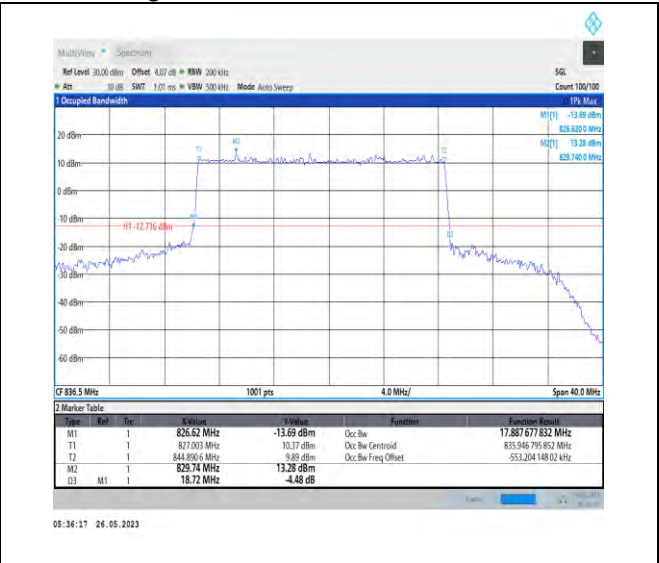 MultiView Spectrum
Ref Level 30.00 dBm Offset 4.07 dB RBW 200 kHz SGL
Att 30 dB SWT 1.01 ms VBW 500 kHz Mode Auto Sweep Count 100/100
1 Occupied Bandwidth 1Pk Max
M1[1] -13.69 dBm
826.620 0 MHz
M2[1] 13.28 dBm
829.740 0 MHz
20 dBm
T1 M2 T2
10 dBm
0 dBm
-10 dBm
M1
H1 -12.716 dBm
D3
-20 dBm
-30 dBm
-40 dBm
-50 dBm
-60 dBm
CF 836.5 MHz 1001 pts 4.0 MHz/ Span 40.0 MHz
2 Marker Table
Type Ref Trc X-Value Y-Value Function Function Result
M1 1 826.62 MHz -13.69 dBm Occ Bw 17.887 677 832 MHz
T1 1 827.003 MHz 10.37 dBm Occ Bw Centroid 835.946 795 852 MHz
T2 1 844.890 6 MHz 9.89 dBm Occ Bw Freq Offset -553.204 148 02 kHz
M2 1 829.74 MHz 13.28 dBm
D3 M1 1 18.72 MHz -4.48 dB
05:36:17 26.05.2023